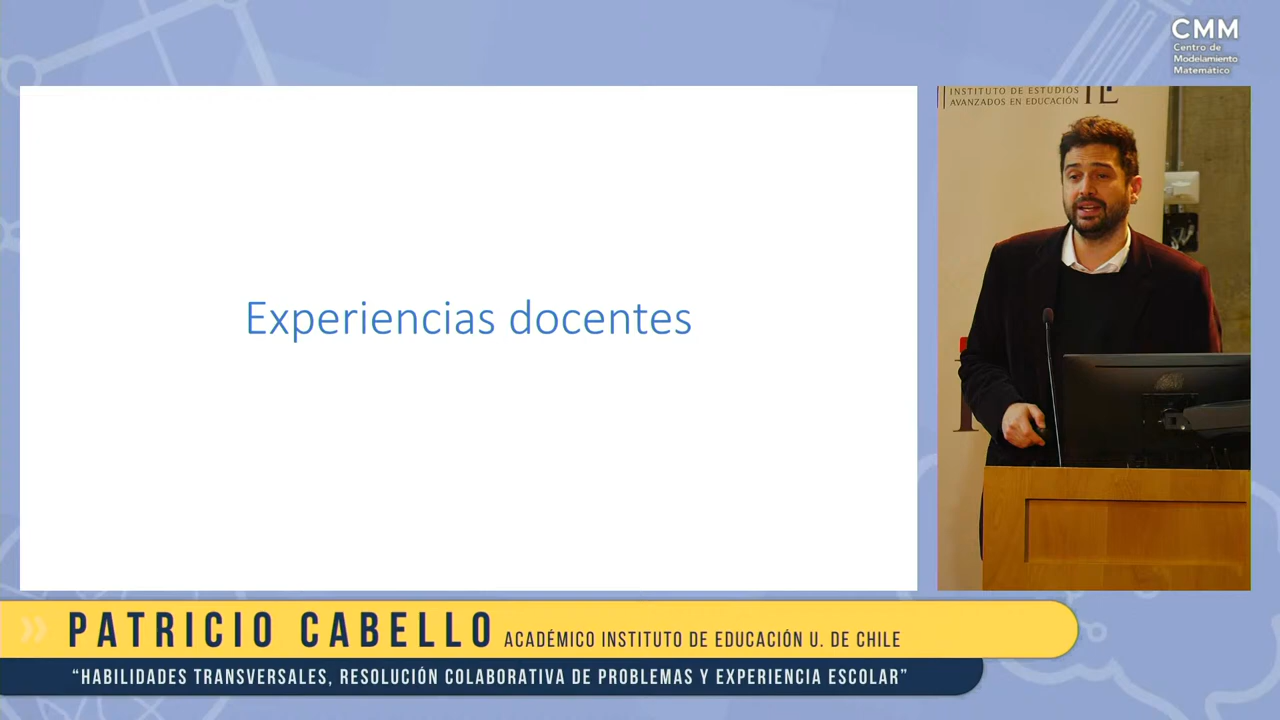 CMM
Centro de
Modelamiento
Matemático
INSTITUTO DE ESTUDIOS
AVANZADOS EN EDUCACIÓN
IE
Experiencias docentes
PATRICIO CABELLO ACADÉMICO INSTITUTO DE EDUCACIÓN U. DE CHILE
“HABILIDADES TRANSVERSALES, RESOLUCIÓN COLABORATIVA DE PROBLEMAS Y EXPERIENCIA ESCOLAR”